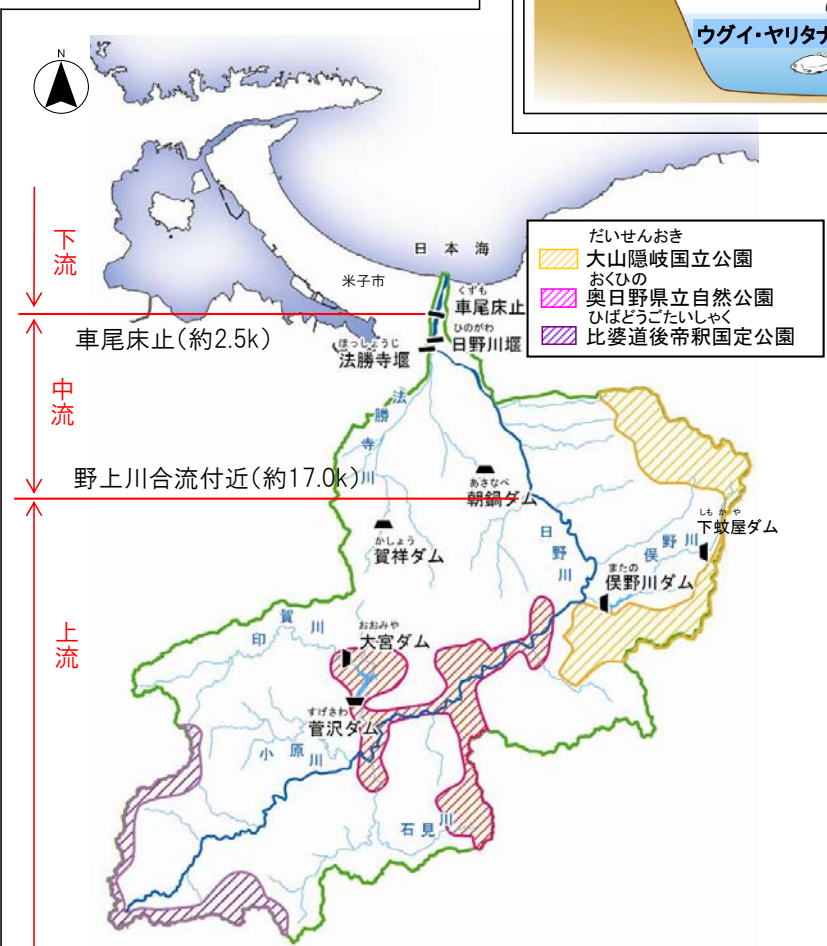 ウグイ・ヤリタナ
N
下流
日本海
米子市
だいせんおき
大山隠岐国立公園
おくひの
奥日野県立自然公園
ひばどうごたいしゃく
比婆道後帝釈国定公園
くずも
車尾床止
車尾床止(約2.5k)
ひのがわ
日野川堰
ほっしょうじ
法勝寺堰
中流
法勝寺川
野上川合流付近(約17.0k)
あさなべ
朝鍋ダム
かしょう
賀祥ダム
日野川
しもかや
下蚊屋ダム
俣野川
またの
俣野川ダム
上流
印賀川
おおみや
大宮ダム
すげさわ
菅沢ダム
小原川
石見川